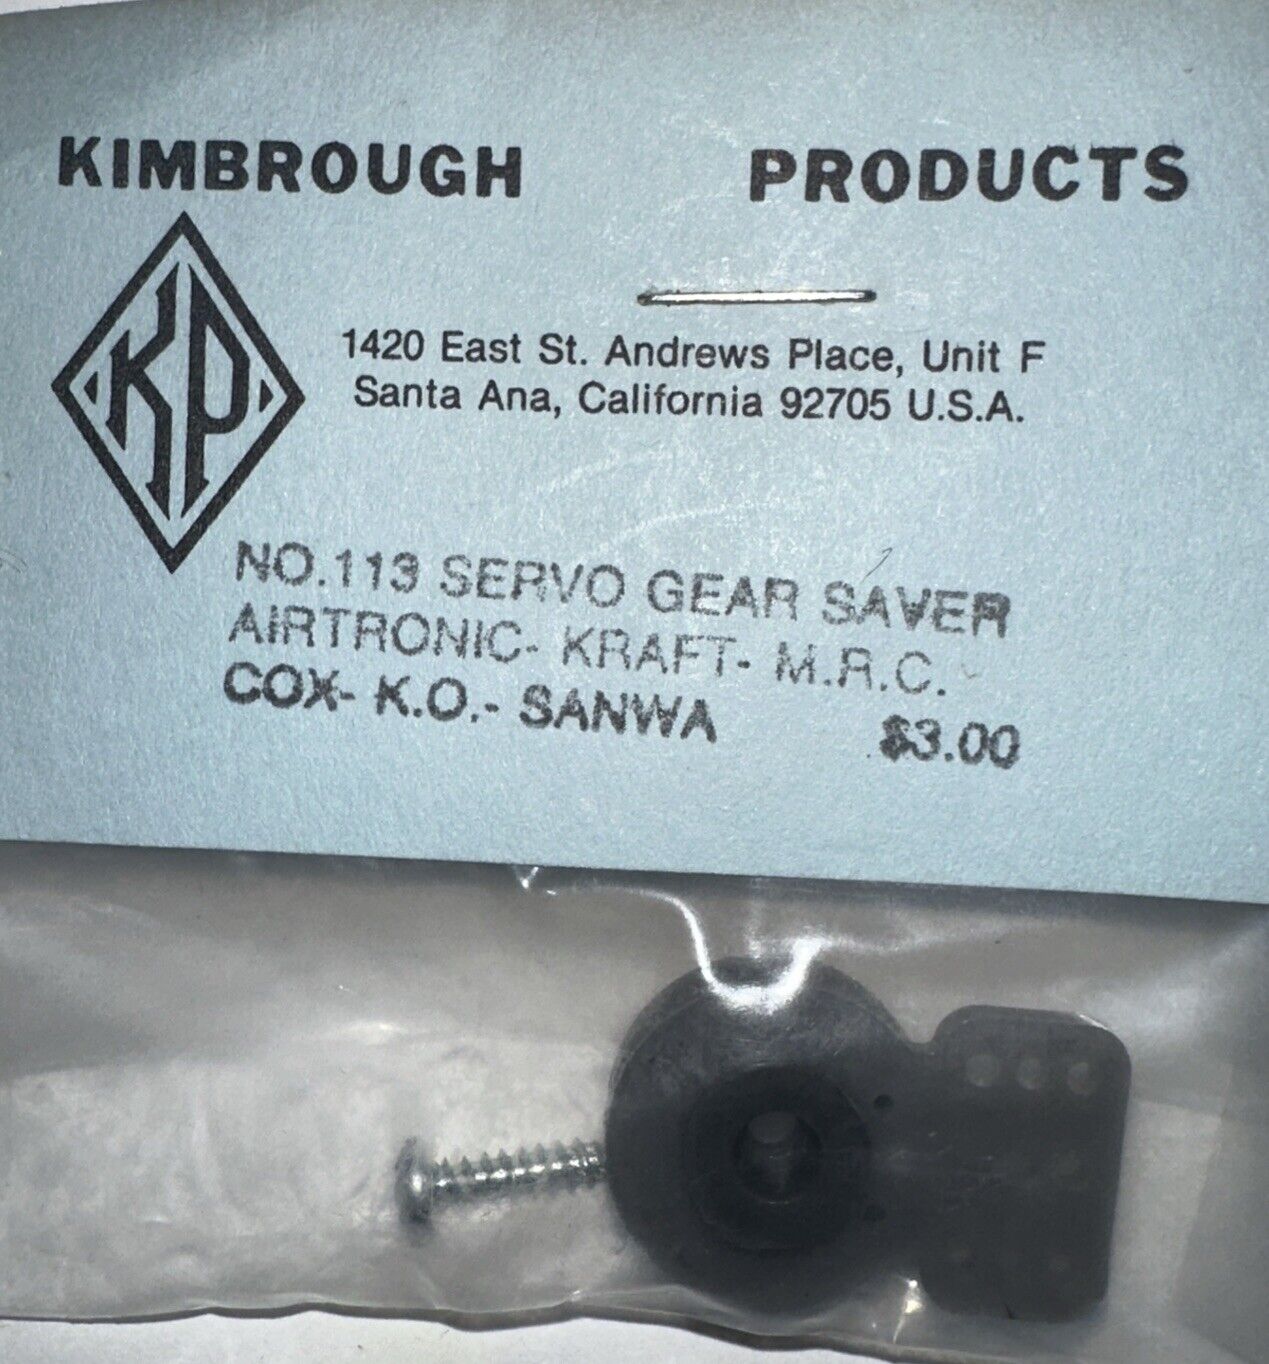 KIMBROUGH PRODUCTS
KP
1420 East St. Andrews Place, Unit F
Santa Ana, California 92705 U.S.A.
NO.113 SERVO GEAR SAVER
AIRTRONIC- KRAFT- M.R.C.-
COX- K.O.- SANWA $3.00